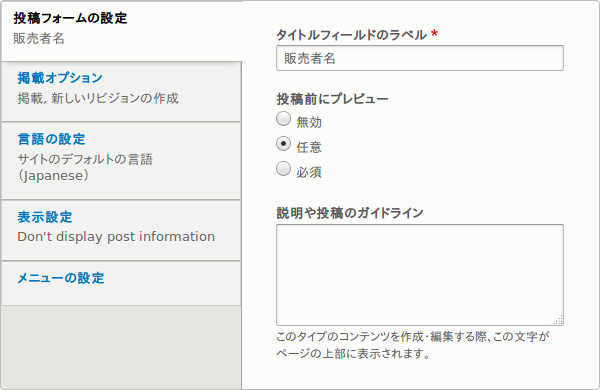 投稿フォームの設定
販売者名
掲載オプション
掲載, 新しいリビジョンの作成
言語の設定
サイトのデフォルトの言語
（Japanese）
表示設定
Don't display post information
メニューの設定
タイトルフィールドのラベル *
販売者名
投稿前にプレビュー
無効
任意
必須
説明や投稿のガイドライン
このタイプのコンテンツを作成・編集する際、この文字が
ページの上部に表示されます。